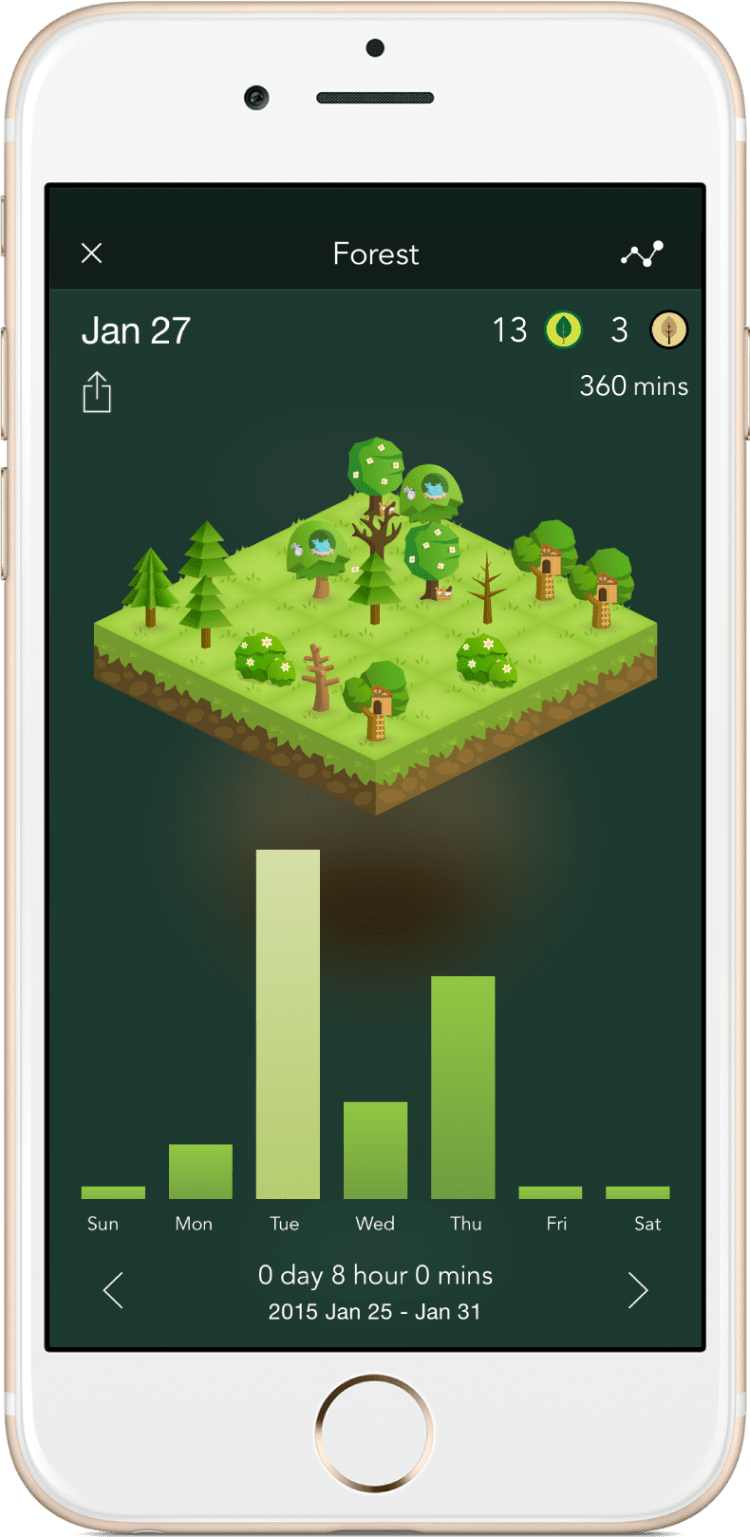 Forest
Jan 27
13 3
360 mins
Sun Mon Tue Wed Thu Fri Sat
0 day 8 hour 0 mins
2015 Jan 25 - Jan 31